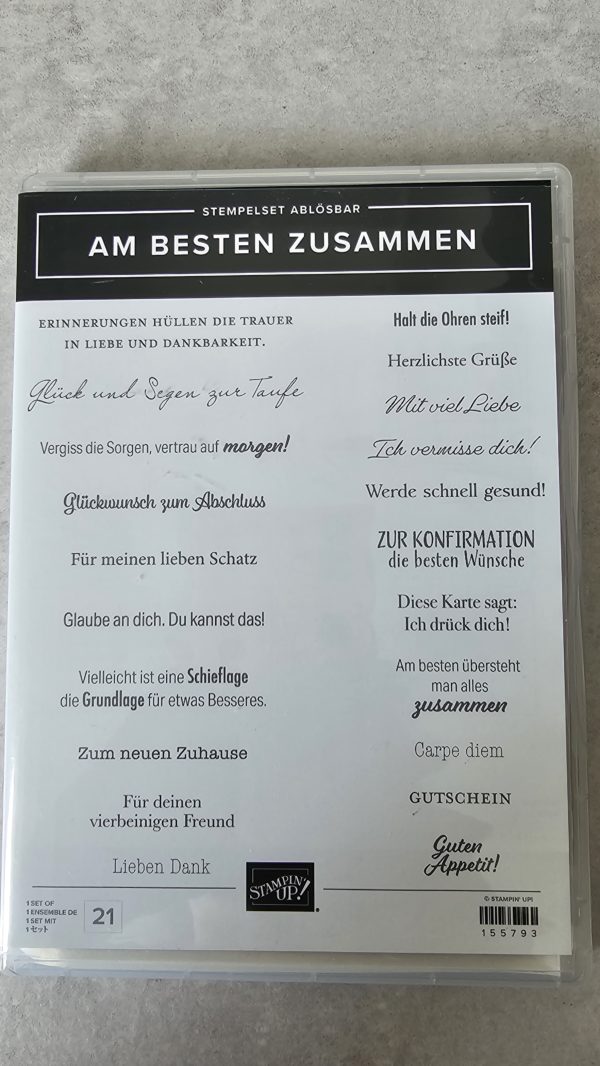 STEMPELSET ABLÖSBAR
AM BESTEN ZUSAMMEN
ERINNERUNGEN HÜLLEN DIE TRAUER
IN LIEBE UND DANKBARKEIT.
Glück und Segen zur Taufe
Vergiss die Sorgen, vertrau auf morgen!
Glückwunsch zum Abschluss
Für meinen lieben Schatz
Glaube an dich. Du kannst das!
Vielleicht ist eine Schieflage
die Grundlage für etwas Besseres.
Zum neuen Zuhause
Für deinen
vierbeinigen Freund
Lieben Dank
Halt die Ohren steif!
Herzlichste Grüße
Mit viel Liebe
Ich vermisse dich!
Werde schnell gesund!
ZUR KONFIRMATION
die besten Wünsche
Diese Karte sagt:
Ich drück dich!
Am besten übersteht
man alles
zusammen
Carpe diem
GUTSCHEIN
Guten
Appetit!
1 SET OF
1 ENSEMBLE DE
1 SET MIT
1 セット
21
STAMPIN'
UP!
© STAMPIN' UP!
155793